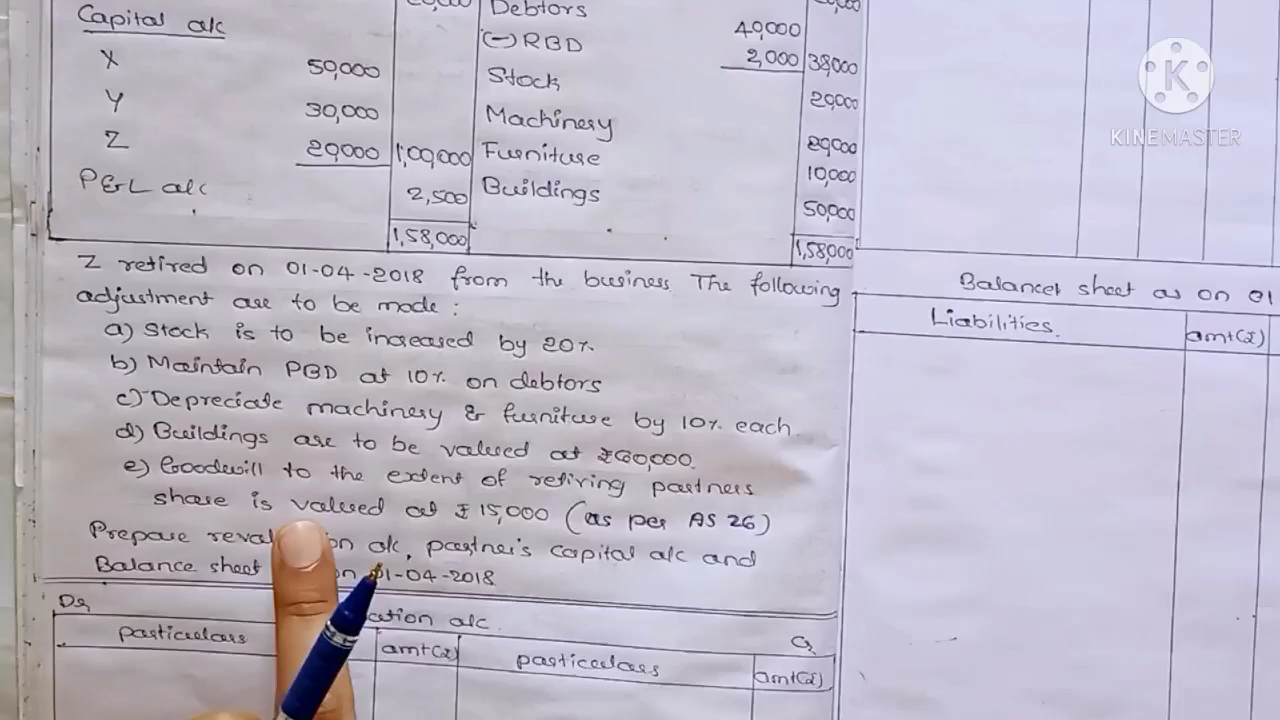 Debtors
Capital a/c 40,000
(-) RBD 2,000 38,000
X 50,000 Stock 20,000
Y 30,000 Machinery 20,000
Z 20,000 1,00,000 Furniture 10,000
P&L a/c 2,500 Buildings 50,000
1,58,000 1,58,000
Z retired on 01-04-2018 from the business The following
adjustment are to be made :
a) Stock is to be increased by 20%
b) Maintain PBD at 10% on debtors
c) Depreciate machinery & furniture by 10% each
d) Buildings are to be valued at ₹60,000
e) Goodwill to the extent of retiring partners
share is valued at ₹ 15,000 (as per AS 26)
Prepare on a/c, partner's capital a/c and
Balance sheet on 01-04-2018
Dr a/c Cr
particulars amt(₹) particulars amt(₹)
Balance sheet as on 01
Liabilities amt(₹)
K
KINEMASTER